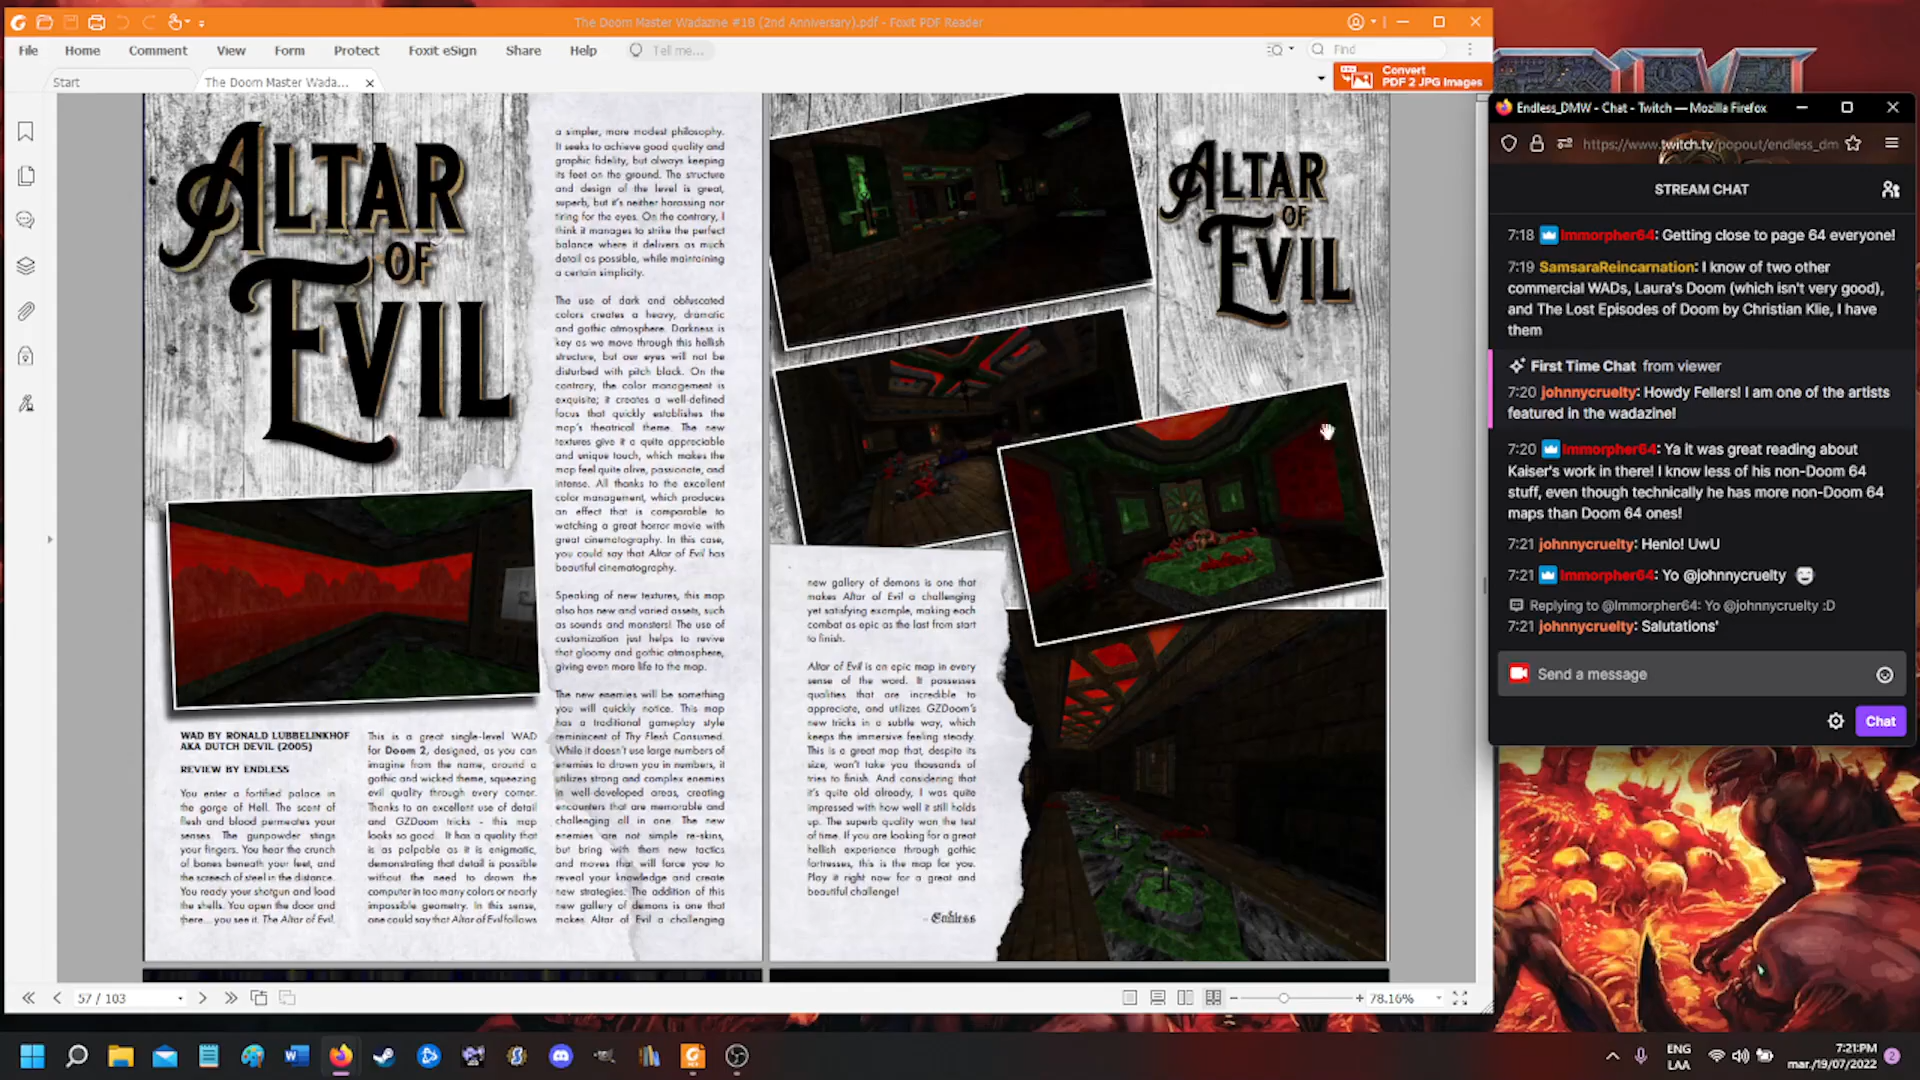 The Doom Master Wadazine #18 (2nd Anniversary).pdf - Foxit PDF Reader
File Home Comment View Form Protect Foxit eSign Share Help Tell me... Find
Start The Doom Master Wada...
Convert
PDF 2 JPG Images
ALTAR
OF
EVIL
WAD BY RONALD LUBBELINKHOF
AKA DUTCH DEVIL (2005)
REVIEW BY ENDLESS
You enter a fortified palace in
the gorge of Hell. The scent of
flesh and blood permeates your
senses. The gunpowder stings
your fingers. You hear the crunch
of bones beneath your feet, and
the screech of steel in the distance.
You ready your shotgun and load
the shells. You open the door and
there... you see it. The Altar of Evil.
This is a great single-level WAD
for Doom 2, designed, as you can
imagine from the name, around a
gothic and wicked theme, squeezing
evil quality through every corner.
Thanks to an excellent use of detail
and GZDoom tricks - this map
looks so good. It has a quality that
is as palpable as it is enigmatic,
demonstrating that detail is possible
without the need to drown the
computer in too many colors or nearly
impossible geometry. In this sense,
one could say that Altar of Evil follows
a simpler, more modest philosophy.
It seeks to achieve good quality and
graphic fidelity, but always keeping
its feet on the ground. The structure
and design of the level is great,
superb, but it's neither harassing nor
tiring for the eyes. On the contrary, I
think it manages to strike the perfect
balance where it delivers as much
detail as possible, while maintaining
a certain simplicity.
The use of dark and obfuscated
colors creates a heavy, dramatic
and gothic atmosphere. Darkness is
key as we move through this hellish
structure, but our eyes will not be
disturbed with pitch black. On the
contrary, the color management is
exquisite; it creates a well-defined
focus that quickly establishes the
map's theatrical theme. The new
textures give it a quite appreciable
and unique touch, which makes the
map feel quite alive, passionate, and
intense. All thanks to the excellent
color management, which produces
an effect that is comparable to
watching a great horror movie with
great cinematography. In this case,
you could say that Altar of Evil has
beautiful cinematography.
Speaking of new textures, this map
also has new and varied assets, such
as sounds and monsters! The use of
customization just helps to revive
that gloomy and gothic atmosphere,
giving even more life to the map.
The new enemies will be something
you will quickly notice. This map
has a traditional gameplay style
reminiscent of Thy Flesh Consumed.
While it doesn't use large numbers of
enemies to drown you in numbers, it
utilizes strong and complex enemies
in well-developed areas, creating
encounters that are memorable and
challenging all in one. The new
enemies are not simple re-skins,
but bring with them new tactics
and moves that will force you to
reveal your knowledge and create
new strategies. The addition of this
new gallery of demons is one that
makes Altar of Evil a challenging
ALTAR
OF
EVIL
new gallery of demons is one that
makes Altar of Evil a challenging
yet satisfying example, making each
combat as epic as the last from start
to finish.
Altar of Evil is an epic map in every
sense of the word. It possesses
qualities that are incredible to
appreciate, and utilizes GZDoom's
new tricks in a subtle way, which
keeps the immersive feeling steady.
This is a great map that, despite its
size, won't take you thousands of
tries to finish. And considering that
it's quite old already, I was quite
impressed with how well it still holds
up. The superb quality won the test
of time. If you are looking for a great
hellish experience through gothic
fortresses, this is the map for you.
Play it right now for a great and
beautiful challenge!
- Endless
57 / 103
78.16%
Endless_DMW - Chat - Twitch — Mozilla Firefox
https://www.twitch.tv/popout/endless_dm
STREAM CHAT
7:18 Immorpher64: Getting close to page 64 everyone!
7:19 SamsaraReincarnation: I know of two other
commercial WADs, Laura's Doom (which isn't very good),
and The Lost Episodes of Doom by Christian Klie, I have
them
First Time Chat from viewer
7:20 johnnycruelty: Howdy Fellers! I am one of the artists
featured in the wadazine!
7:20 Immorpher64: Ya it was great reading about
Kaiser's work in there! I know less of his non-Doom 64
stuff, even though technically he has more non-Doom 64
maps than Doom 64 ones!
7:21 johnnycruelty: Henlo! UwU
7:21 Immorpher64: Yo @johnnycruelty
Replying to @Immorpher64: Yo @johnnycruelty :D
7:21 johnnycruelty: Salutations'
Send a message
Chat
ENG
LAA
7:21PM
mar./19/07/2022
2